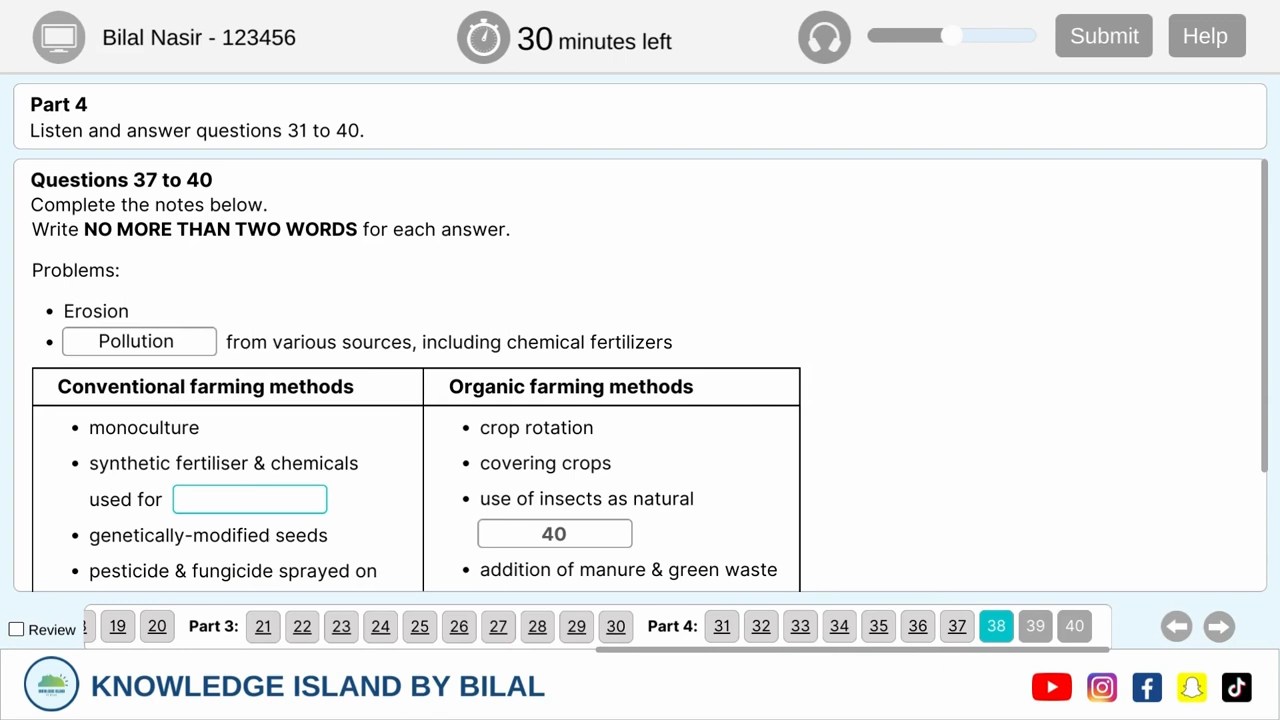 Bilal Nasir - 123456
30 minutes left
Submit
Help
Part 4
Listen and answer questions 31 to 40.
Questions 37 to 40
Complete the notes below.
Write NO MORE THAN TWO WORDS for each answer.
Problems:
• Erosion
• Pollution from various sources, including chemical fertilizers
Conventional farming methods
• monoculture
• synthetic fertiliser & chemicals
used for
• genetically-modified seeds
• pesticide & fungicide sprayed on
Organic farming methods
• crop rotation
• covering crops
• use of insects as natural
40
• addition of manure & green waste
Review
19 20 Part 3: 21 22 23 24 25 26 27 28 29 30 Part 4: 31 32 33 34 35 36 37 38 39 40
KNOWLEDGE ISLAND BY BILAL